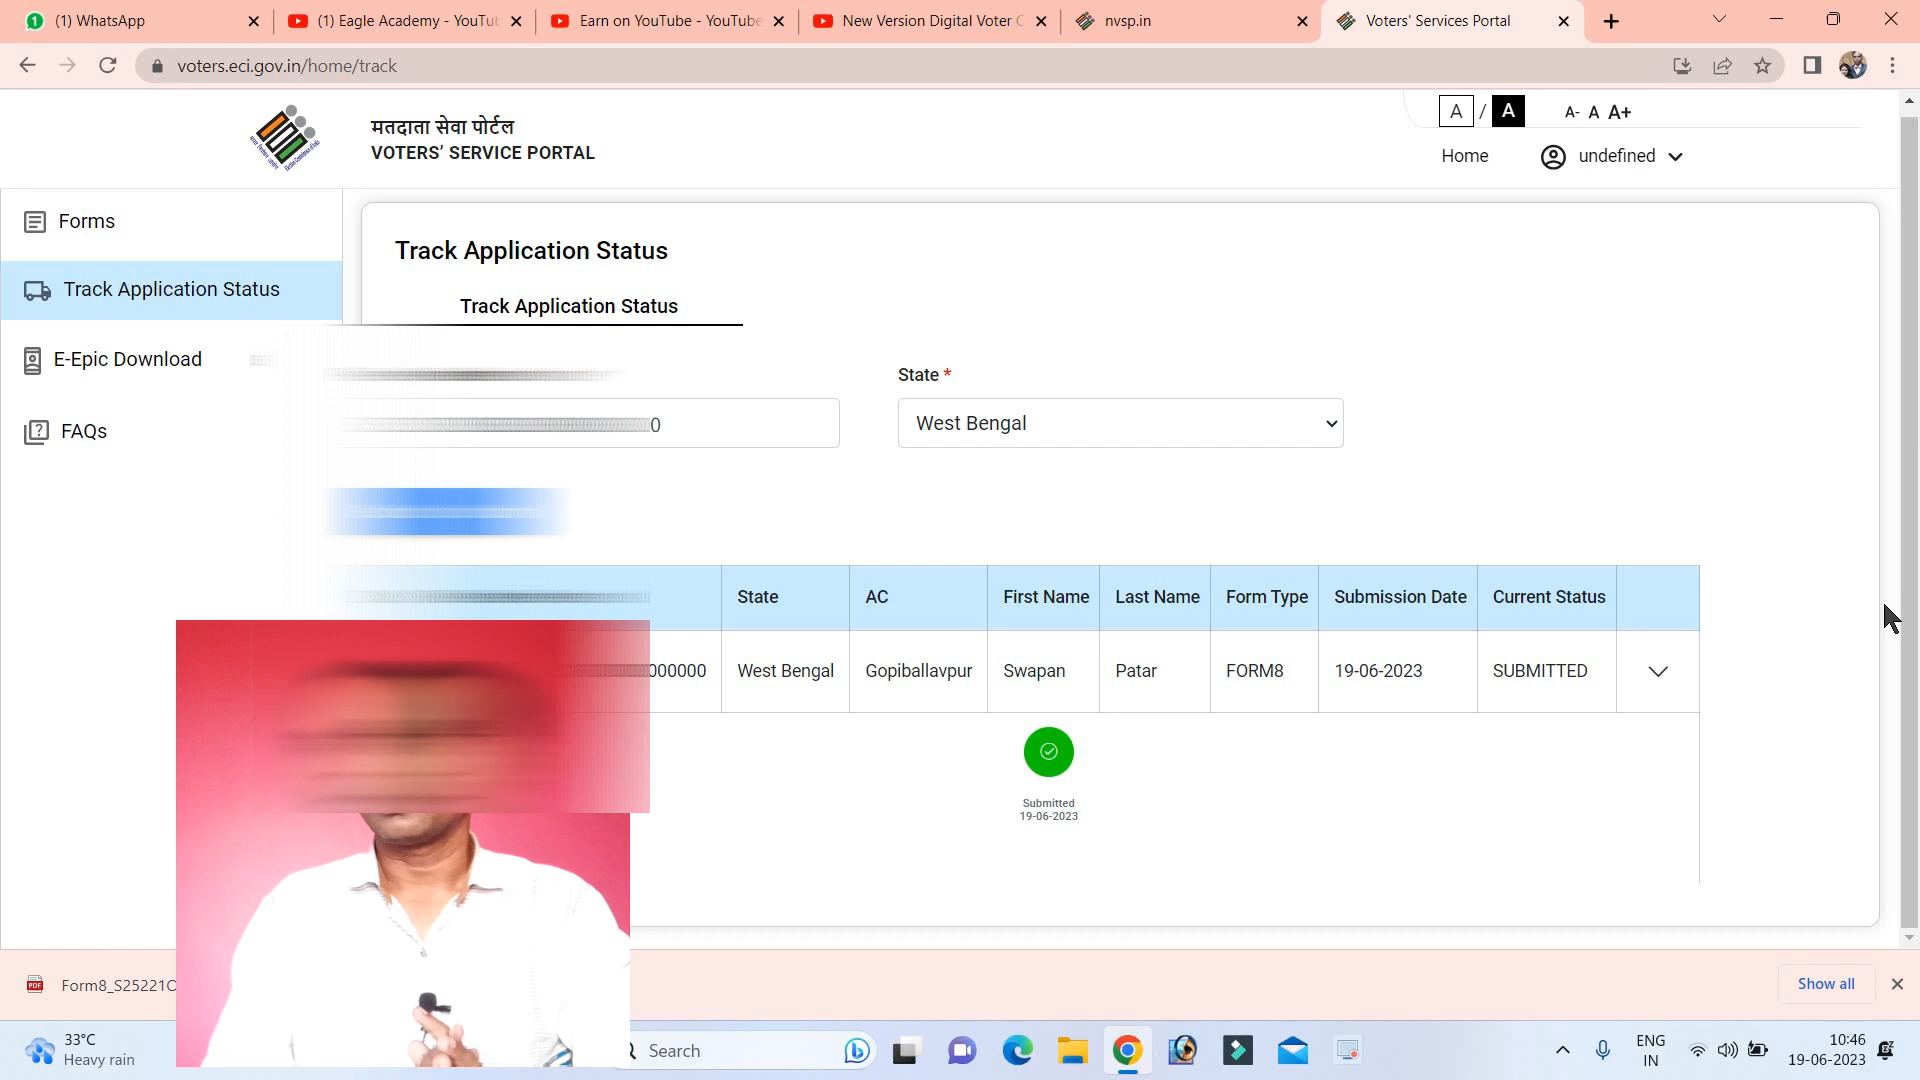 (1) WhatsApp
(1) Eagle Academy - YouTu
Earn on YouTube - YouTube
New Version Digital Voter C
nvsp.in
Voters' Services Portal
voters.eci.gov.in/home/track
मतदाता सेवा पोर्टल
VOTERS' SERVICE PORTAL
A / A A- A A+
Home
undefined
Forms
Track Application Status
E-Epic Download
FAQs
Track Application Status
Track Application Status
State *
0
West Bengal
State AC First Name Last Name Form Type Submission Date Current Status
000000 West Bengal Gopiballavpur Swapan Patar FORM8 19-06-2023 SUBMITTED
Submitted
19-06-2023
PDF
Form8_S25221O
Show all
33°C
Heavy rain
Search
ENG
IN
10:46
19-06-2023